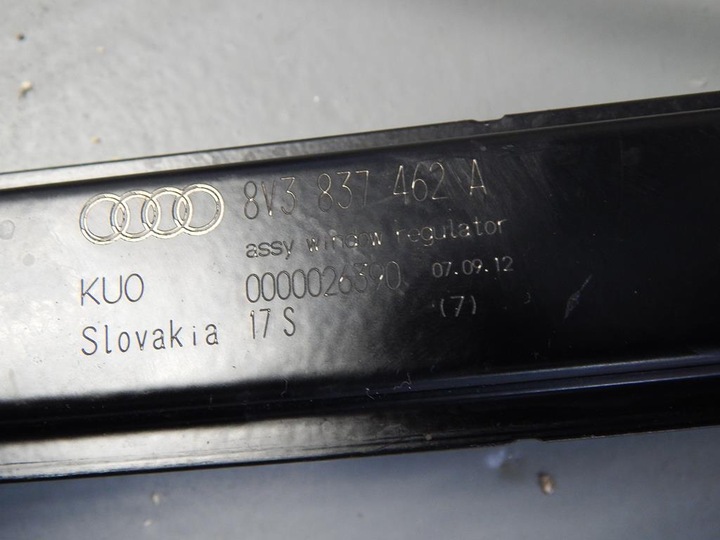 8V3 837 462 A
assy window regulator
KUO 0000026390 07.09.12
Slovakia 17 S (7)